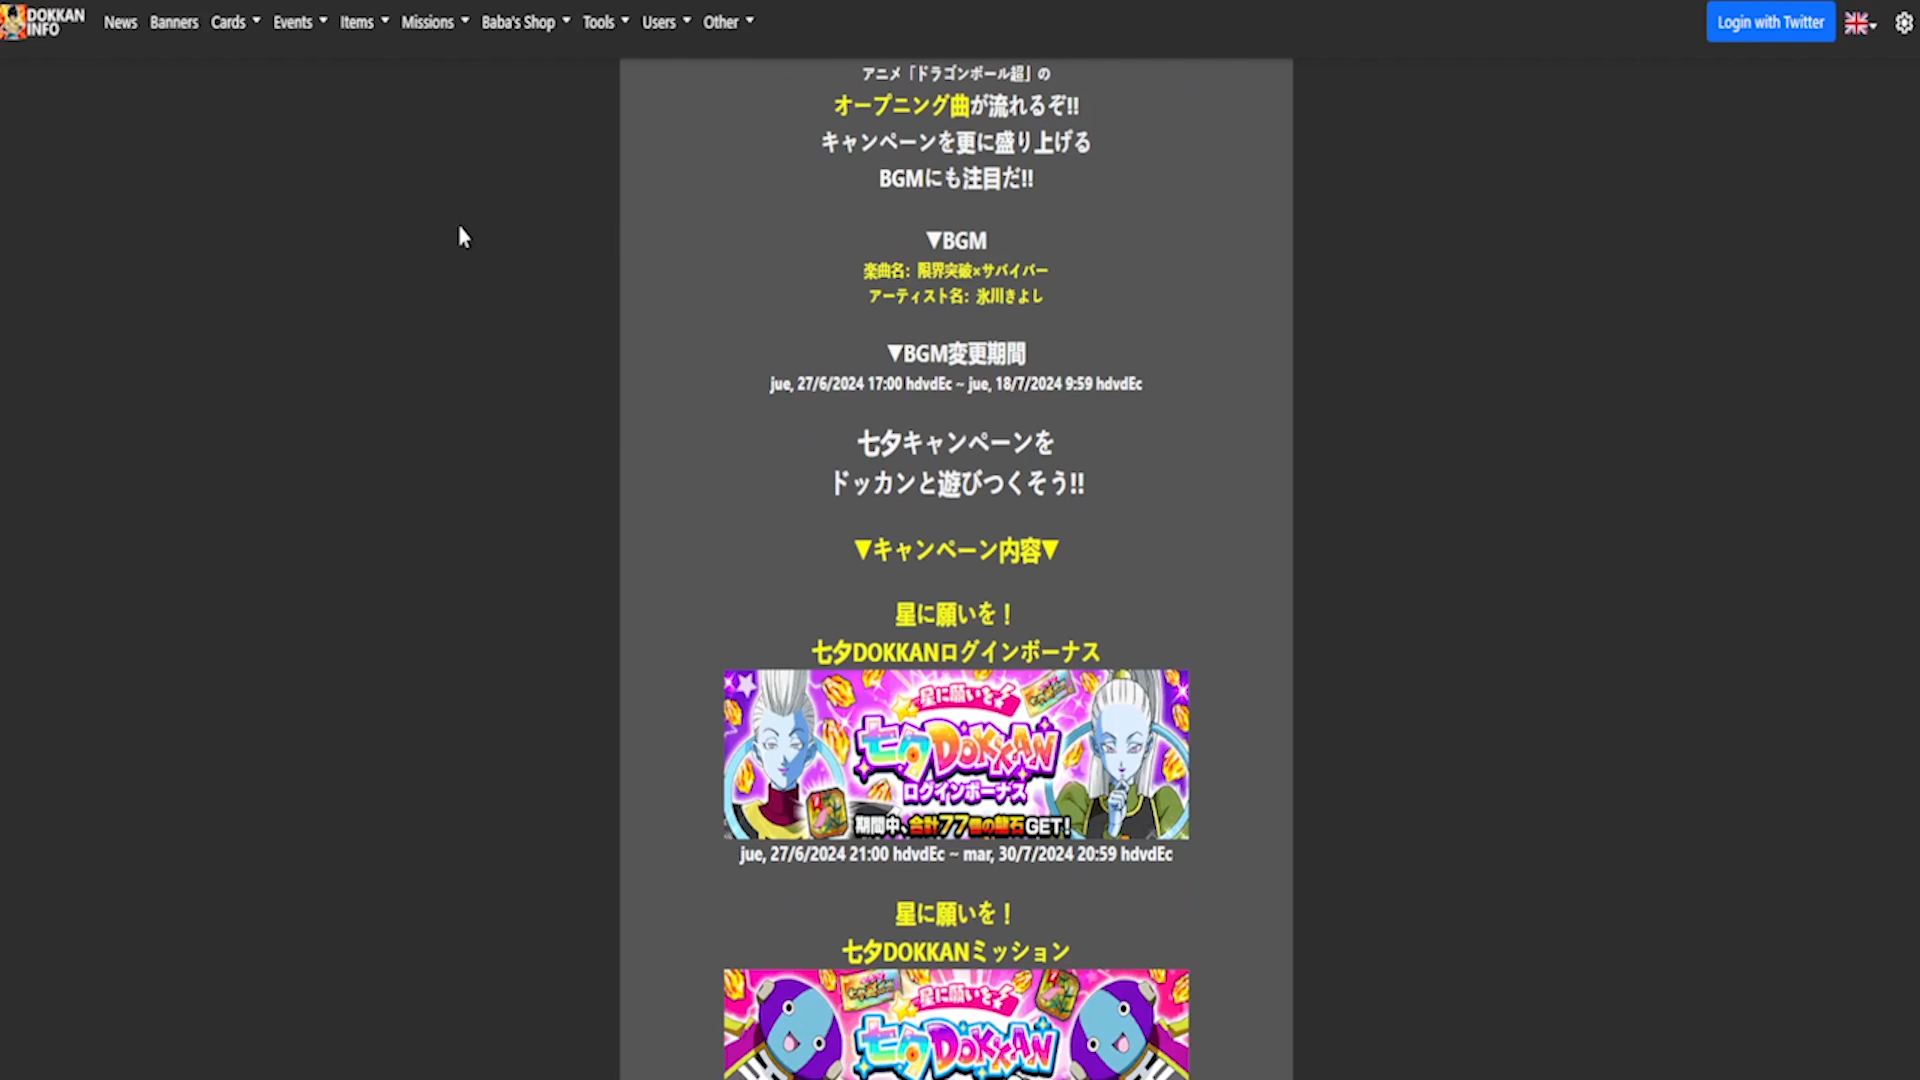 DOKKAN
INFO
News Banners Cards Events Items Missions Baba's Shop Tools Users Other
Login with Twitter
アニメ「ドラゴンボール超」の
オープニング曲が流れるぞ!!
キャンペーンを更に盛り上げる
BGMにも注目だ!!
▼BGM
楽曲名：限界突破×サバイバー
アーティスト名：氷川きよし
▼BGM変更期間
jue, 27/6/2024 17:00 hdvdEc ~ jue, 18/7/2024 9:59 hdvdEc
七夕キャンペーンを
ドッカンと遊びつくそう!!
▼キャンペーン内容▼
星に願いを！
七夕DOKKANログインボーナス
星に願いを
七夕DOKKAN
ログインボーナス
期間中、合計77個の龍石GET!
jue, 27/6/2024 21:00 hdvdEc ~ mar, 30/7/2024 20:59 hdvdEc
星に願いを！
七夕DOKKANミッション
星に願いを
七夕DOKKAN